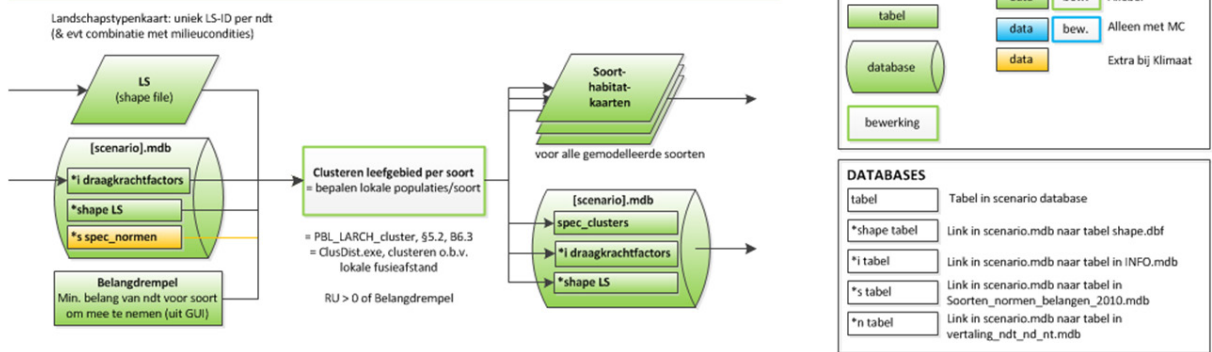 Landschapstypenkaart: uniek LS-ID per ndt
(& evt combinatie met milieucondities)
LS
(shape file)
[scenario].mdb
*i draagkrachtfactors
*shape LS
*s spec_normen
Belangdrempel
Min. belang van ndt voor soort
om mee te nemen (uit GUI)
Clusteren leefgebied per soort
= bepalen lokale populaties/soort
= PBL_LARCH_cluster, §5.2, B6.3
= ClusDist.exe, clusteren o.b.v.
lokale fusieafstand
RU > 0 of Belangdrempel
Soort-
habitat-
kaarten
voor alle gemodelleerde soorten
[scenario].mdb
spec_clusters
*i draagkrachtfactors
*shape LS
tabel
database
bewerking
data
bew.
Alleen met MC
data
Extra bij Klimaat
DATABASES
tabel
Tabel in scenario database
*shape tabel
Link in scenario.mdb naar tabel shape.dbf
*i tabel
Link in scenario.mdb naar tabel in INFO.mdb
*s tabel
Link in scenario.mdb naar tabel in
Soorten_normen_belangen_2010.mdb
*n tabel
Link in scenario.mdb naar tabel in
vertaling_ndt_nd_nt.mdb